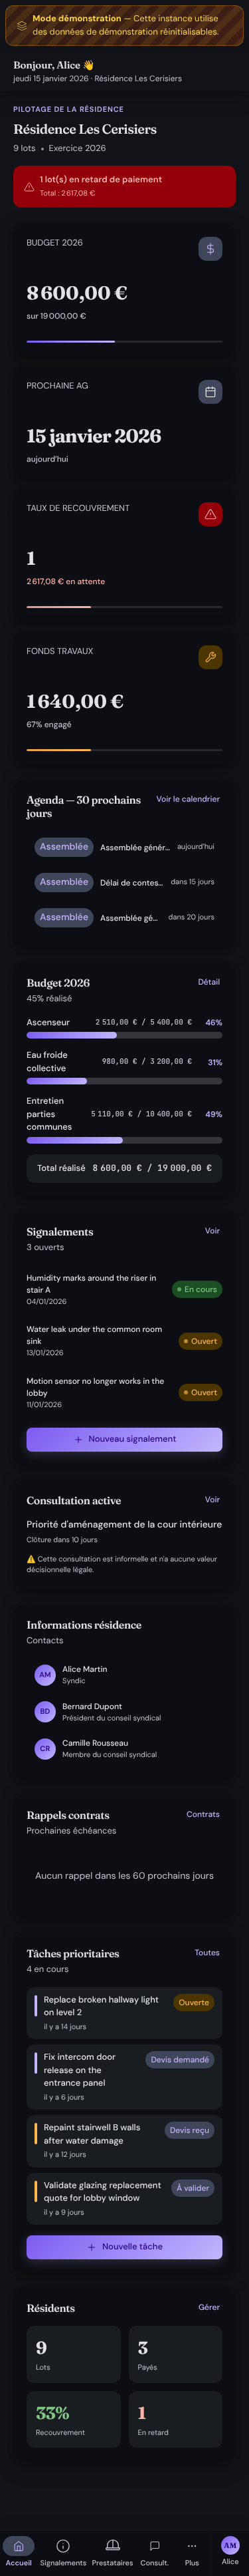 Mode démonstration — Cette instance utilise
des données de démonstration réinitialisables.
Bonjour, Alice 👋
jeudi 15 janvier 2026 · Résidence Les Cerisiers
PILOTAGE DE LA RÉSIDENCE
Résidence Les Cerisiers
9 lots • Exercice 2026
1 lot(s) en retard de paiement
Total : 2 617,08 €
BUDGET 2026
8 600,00 €
sur 19 000,00 €
PROCHAINE AG
15 janvier 2026
aujourd'hui
TAUX DE RECOUVREMENT
1
2 617,08 € en attente
FONDS TRAVAUX
1 640,00 €
67% engagé
Agenda — 30 prochains
jours
Voir le calendrier
Assemblée Assemblée génér... aujourd'hui
Assemblée Délai de contes... dans 15 jours
Assemblée Assemblée gé... dans 20 jours
Budget 2026 Détail
45% réalisé
Ascenseur 2 510,00 € / 5 400,00 € 46%
Eau froide
collective
980,00 € / 3 200,00 € 31%
Entretien
parties
communes
5 110,00 € / 10 400,00 € 49%
Total réalisé 8 600,00 € / 19 000,00 €
Signalements Voir
3 ouverts
Humidity marks around the riser in
stair A
04/01/2026
En cours
Water leak under the common room
sink
13/01/2026
Ouvert
Motion sensor no longer works in the
lobby
11/01/2026
Ouvert
+ Nouveau signalement
Consultation active Voir
Priorité d'aménagement de la cour intérieure
Clôture dans 10 jours
⚠️ Cette consultation est informelle et n'a aucune valeur
décisionnelle légale.
Informations résidence
Contacts
AM Alice Martin
Syndic
BD Bernard Dupont
Président du conseil syndical
CR Camille Rousseau
Membre du conseil syndical
Rappels contrats Contrats
Prochaines échéances
Aucun rappel dans les 60 prochains jours
Tâches prioritaires Toutes
4 en cours
Replace broken hallway light
on level 2
il y a 14 jours
Ouverte
Fix intercom door
release on the
entrance panel
il y a 6 jours
Devis demandé
Repaint stairwell B walls
after water damage
il y a 12 jours
Devis reçu
Validate glazing replacement
quote for lobby window
il y a 9 jours
À valider
+ Nouvelle tâche
Résidents Gérer
9
Lots
3
Payés
33%
Recouvrement
1
En retard
Accueil Signalements Prestataires Consult. Plus AM Alice